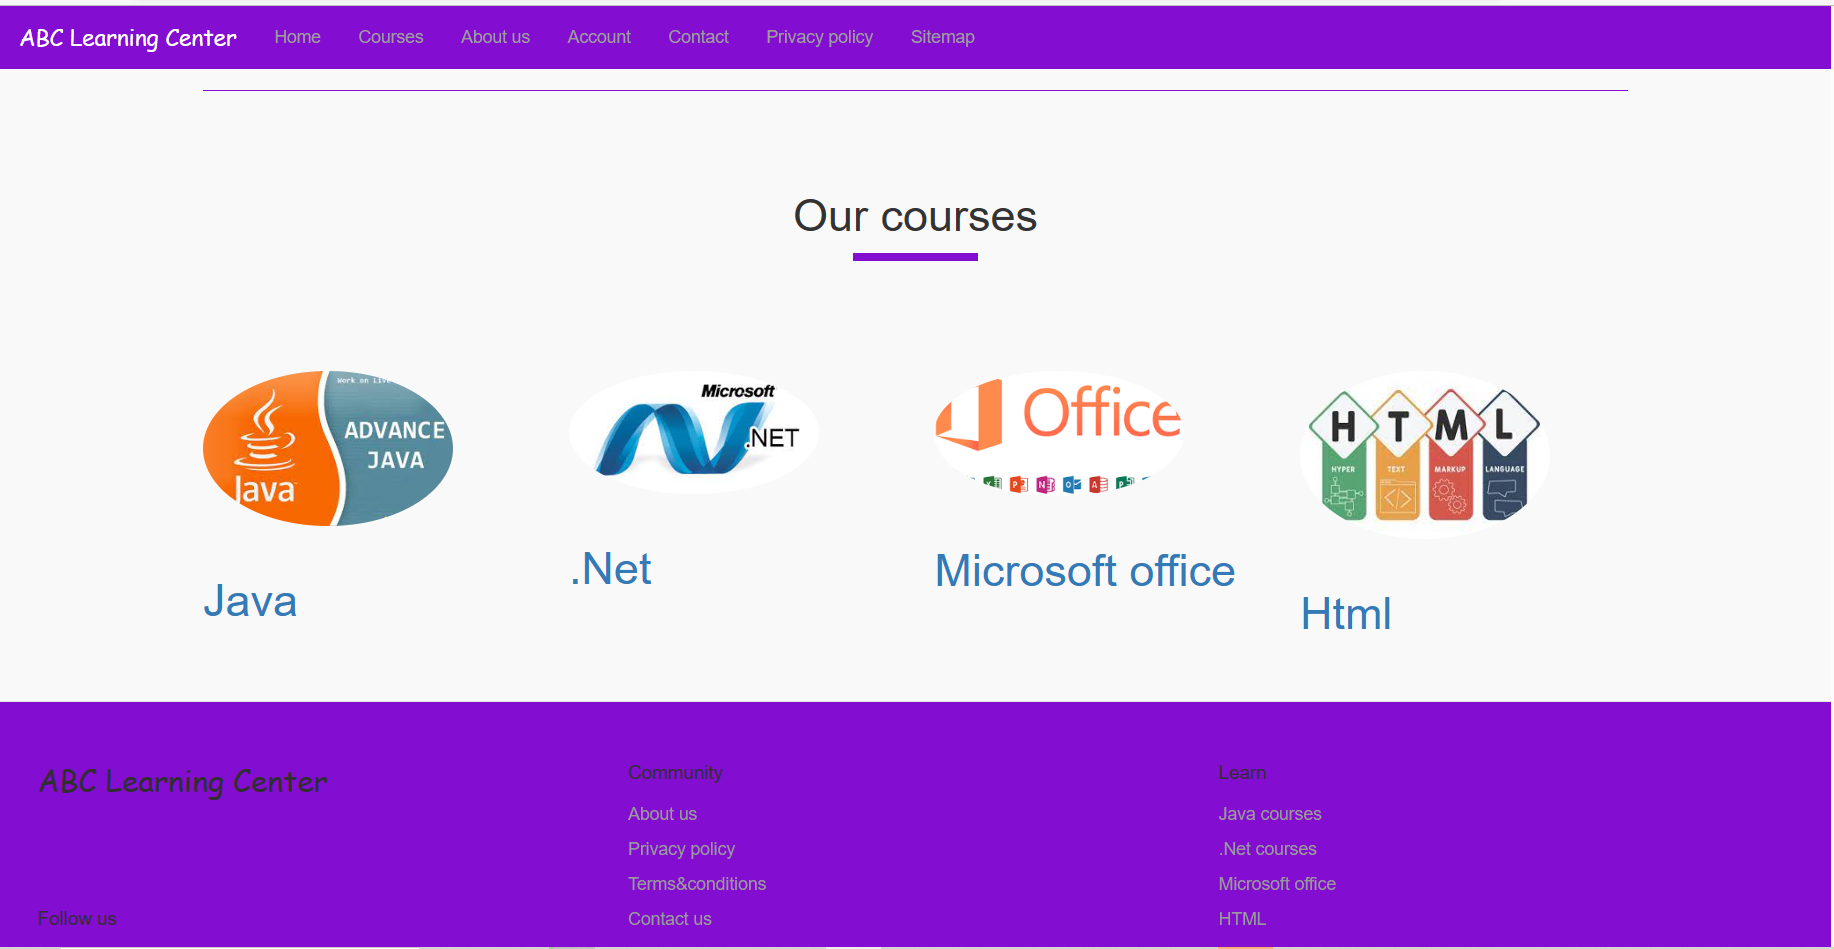 ABC Learning Center Home Courses About us Account Contact Privacy policy Sitemap
Our courses
Work on Live
ADVANCE
JAVA
Java
Microsoft
.NET
Office
P N O A P
H T M L
HYPER TEXT MARKUP LANGUAGE
Java
.Net
Microsoft office
Html
ABC Learning Center
Follow us
Community
About us
Privacy policy
Terms&conditions
Contact us
Learn
Java courses
.Net courses
Microsoft office
HTML